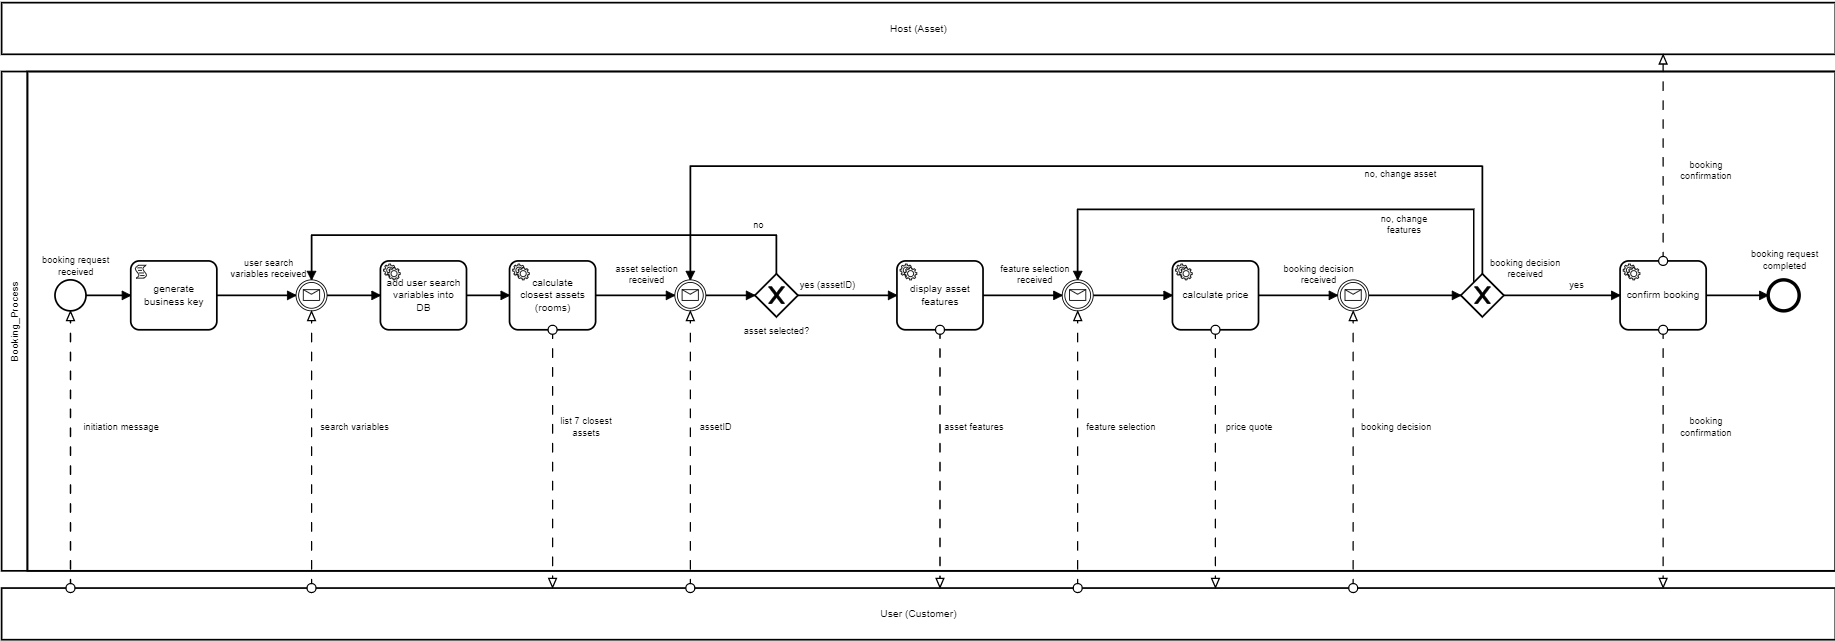 Host (Asset)
Booking_Process
booking request
received
generate
business key
user search
variables received
add user search
variables into
DB
calculate
closest assets
(rooms)
asset selection
received
no
asset selected?
yes (assetID)
display asset
features
feature selection
received
calculate price
booking decision
received
no, change asset
no, change
features
booking decision
received
yes
confirm booking
booking
confirmation
booking request
completed
initiation message
search variables
list 7 closest
assets
assetID
asset features
feature selection
price quote
booking decision
booking
confirmation
User (Customer)